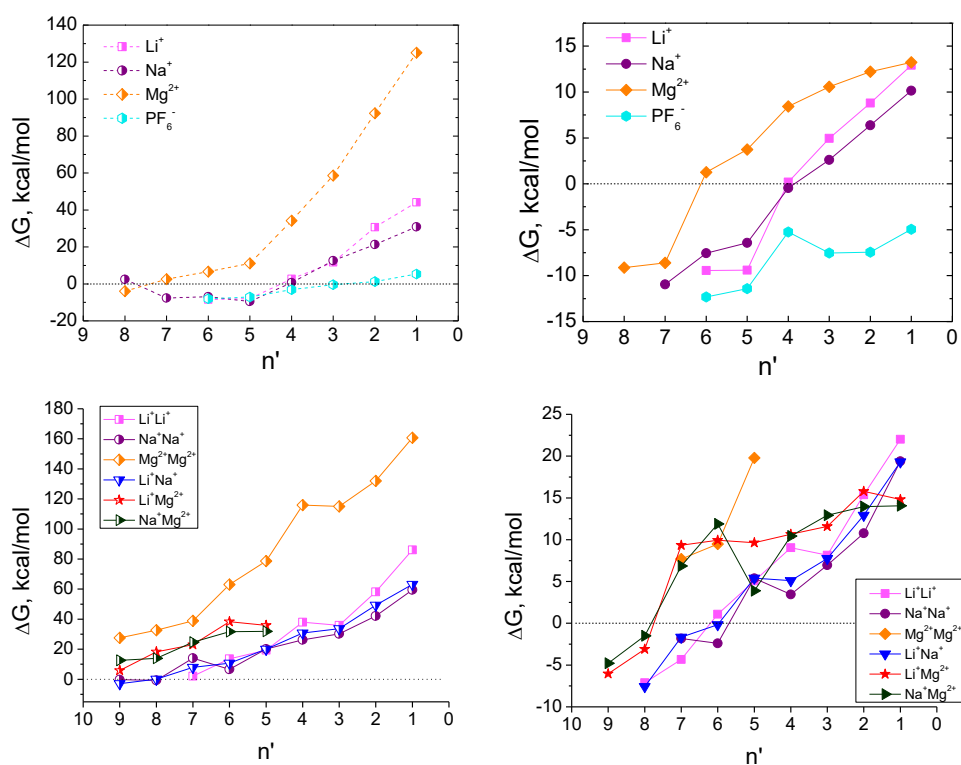 140
120
100
80
60
40
20
0
-20
ΔG, kcal/mol
Li⁺
Na⁺
Mg²⁺
PF₆⁻
9 8 7 6 5 4 3 2 1 0
n'
15
10
5
0
-5
-10
-15
ΔG, kcal/mol
Li⁺
Na⁺
Mg²⁺
PF₆⁻
9 8 7 6 5 4 3 2 1 0
n'
180
160
140
120
100
80
60
40
20
0
-20
ΔG, kcal/mol
Li⁺Li⁺
Na⁺Na⁺
Mg²⁺Mg²⁺
Li⁺Na⁺
Li⁺Mg²⁺
Na⁺Mg²⁺
10 9 8 7 6 5 4 3 2 1 0
n'
25
20
15
10
5
0
-5
-10
ΔG, kcal/mol
Li⁺Li⁺
Na⁺Na⁺
Mg²⁺Mg²⁺
Li⁺Na⁺
Li⁺Mg²⁺
Na⁺Mg²⁺
10 9 8 7 6 5 4 3 2 1 0
n'